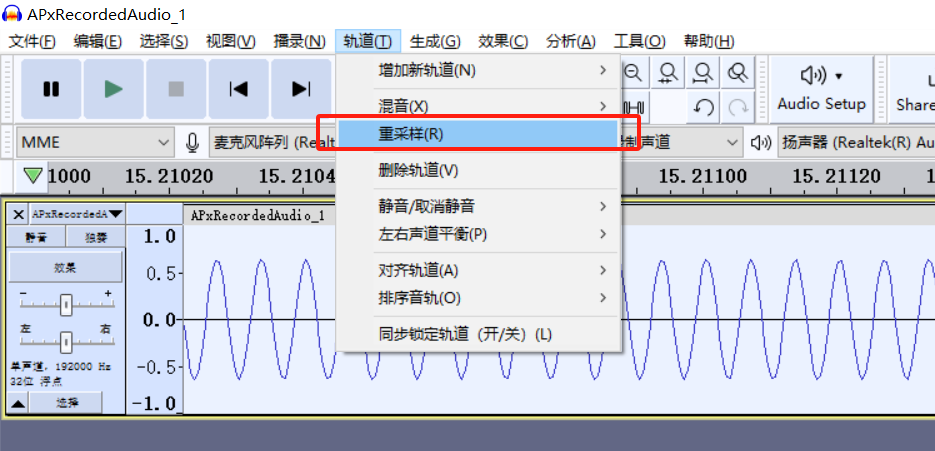 APxRecordedAudio_1
文件(F) 编辑(E) 选择(S) 视图(V) 播录(N) 轨道(T) 生成(G) 效果(C) 分析(A) 工具(O) 帮助(H)
增加新轨道(N)
混音(X)
重采样(R)
删除轨道(V)
静音/取消静音
左右声道平衡(P)
对齐轨道(A)
排序音轨(O)
同步锁定轨道（开/关）(L)
Audio Setup
Share
MME
麦克风阵列 (Realt
制声道
扬声器 (Realtek(R) Au
1000 15.21020 15.2104 15.21100 15.21120 1
APxRecordedA
APxRecordedAudio_1
静音 独奏
效果
- +
左 右
单声道, 192000 Hz
32位 浮点
选择
1.0
0.5
0.0
-0.5
-1.0